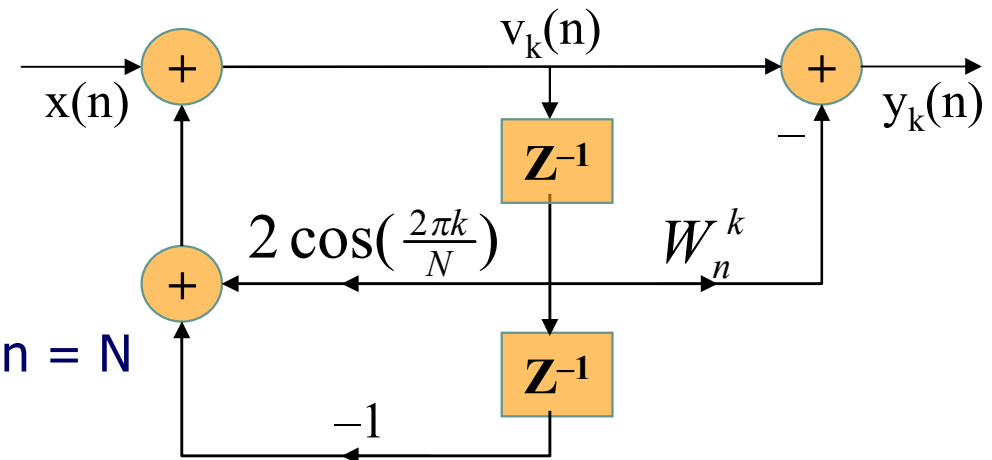 v_k(n)
+ +
x(n) y_k(n)
–
Z⁻¹
2 cos(2πk/N) W_n^k
+
n = N
Z⁻¹
–1